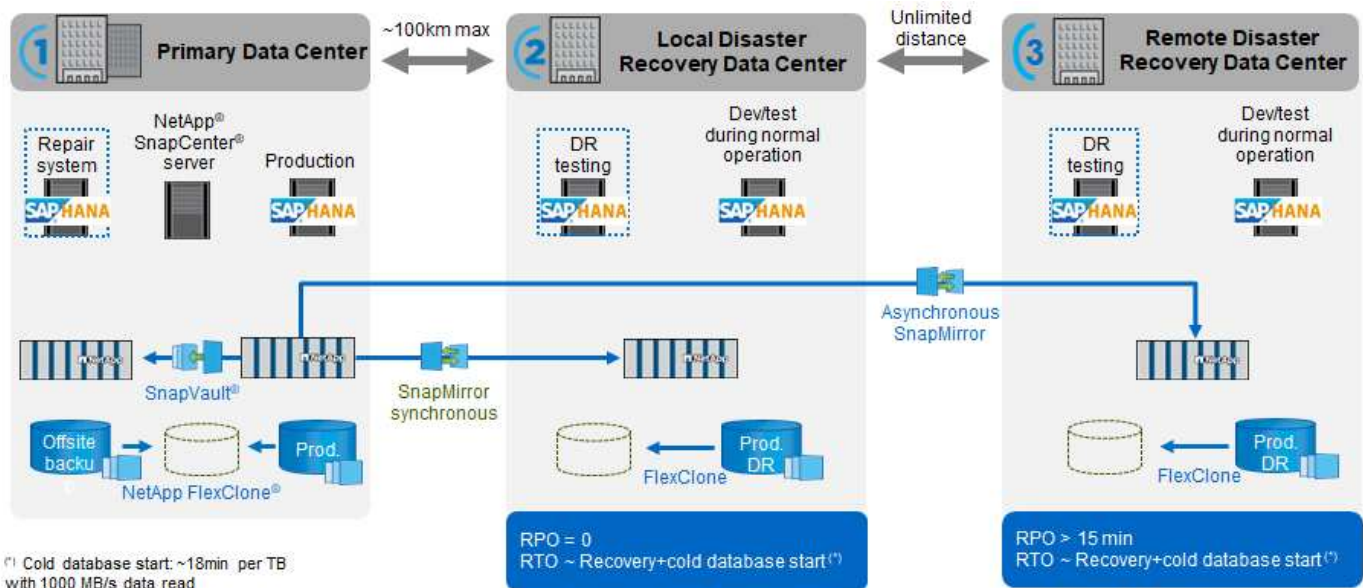 1
Primary Data Center
~100km max
2
Local Disaster
Recovery Data Center
Unlimited
distance
3
Remote Disaster
Recovery Data Center
Repair
system
SAP HANA
NetApp®
SnapCenter®
server
Production
SAP HANA
DR
testing
SAP HANA
Dev/test
during normal
operation
SAP HANA
DR
testing
SAP HANA
Dev/test
during normal
operation
SAP HANA
NetApp
SnapVault®
NetApp
SnapMirror
synchronous
NetApp
Asynchronous
SnapMirror
NetApp
Offsite
backu
Prod.
NetApp FlexClone®
Prod.
DR
FlexClone
Prod.
DR
FlexClone
RPO = 0
RTO ~ Recovery+cold database start (*)
RPO > 15 min
RTO ~ Recovery+cold database start (*)
(*) Cold database start: ~18min per TB
with 1000 MB/s data read